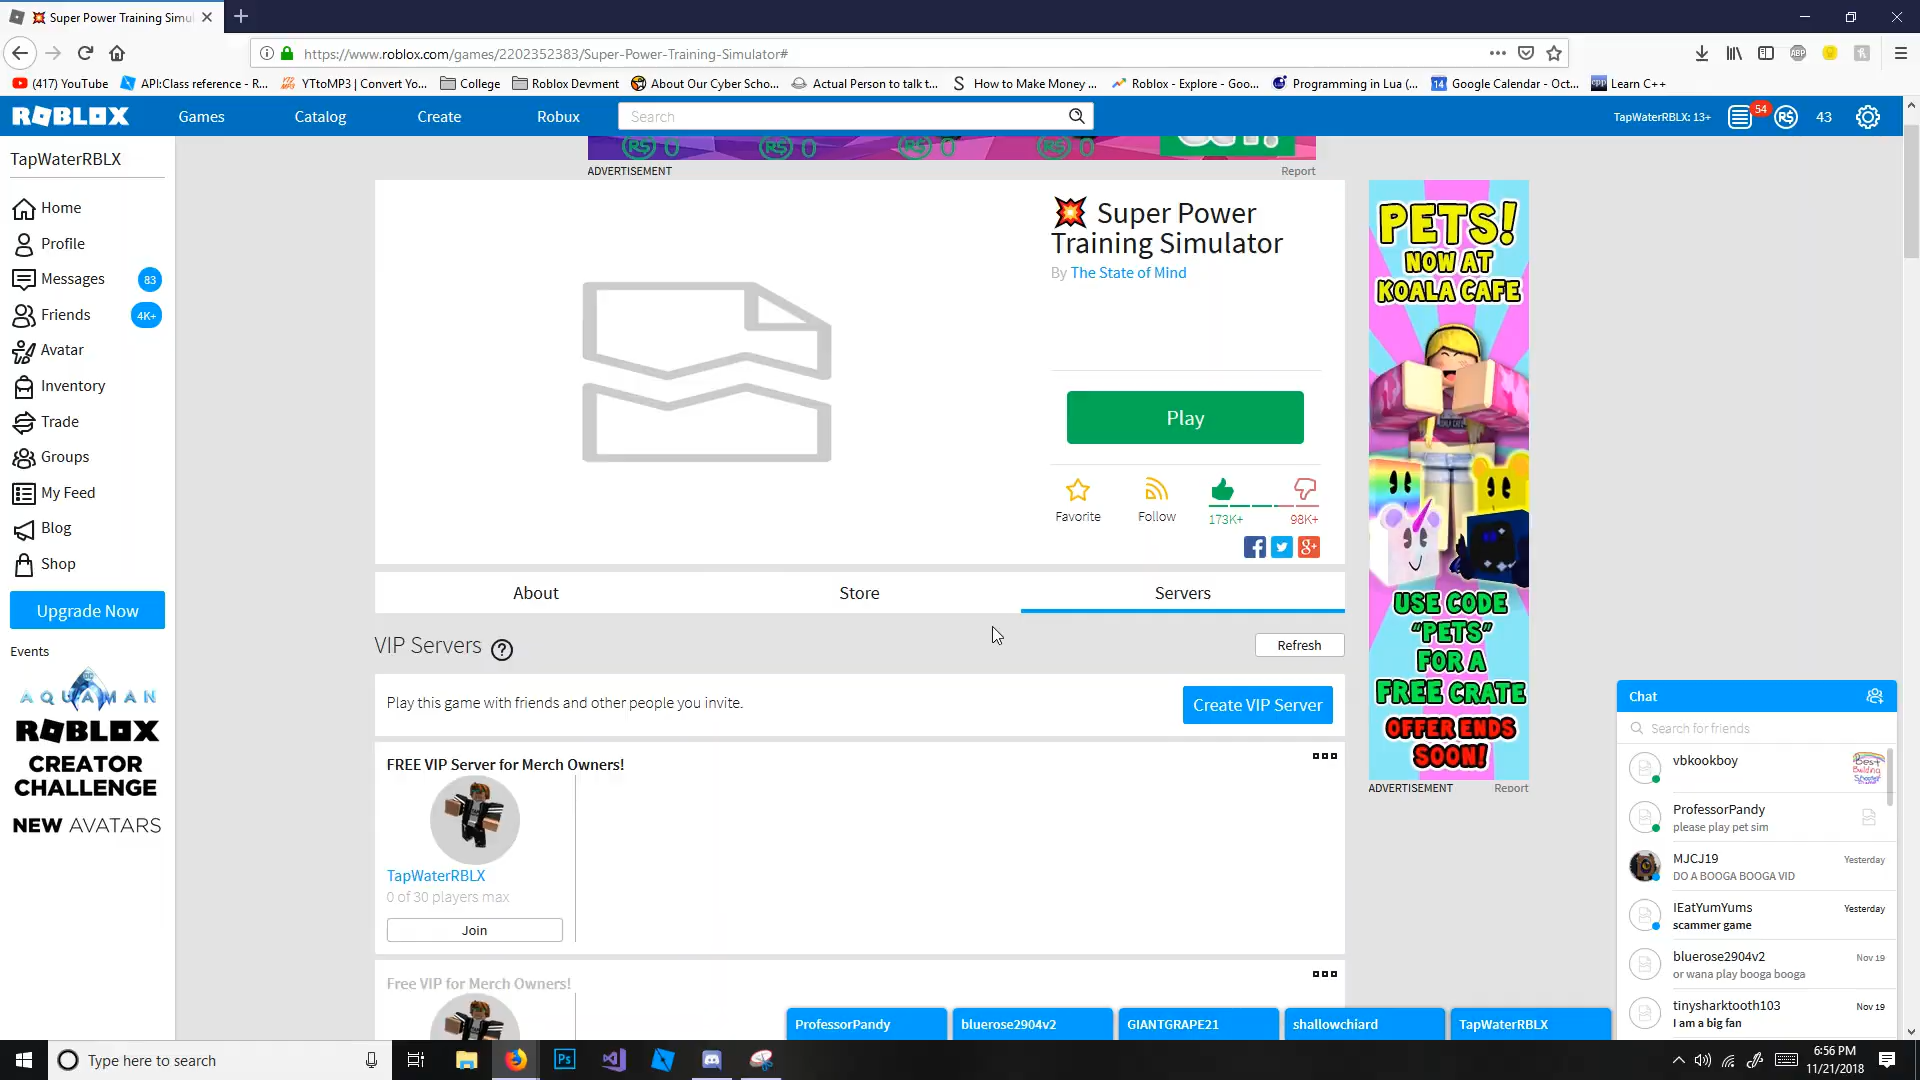 Super Power Training Simul
https://www.roblox.com/games/2202352383/Super-Power-Training-Simulator#
ABP
(417) YouTube
API:Class reference - R...
YTtoMP3 | Convert Yo...
College
Roblox Devment
About Our Cyber Scho...
Actual Person to talk t...
How to Make Money ...
Roblox - Explore - Goo...
Programming in Lua (...
14
Google Calendar - Oct...
Learn C++
ROBLOX
Games
Catalog
Create
Robux
Search
TapWaterRBLX: 13+
54
R$
43
R$ 0
R$ 0
R$ 0
R$ 0
ADVERTISEMENT
Report
TapWaterRBLX
Home
Profile
Messages
83
Friends
4K+
Avatar
Inventory
Trade
Groups
My Feed
Blog
Shop
Upgrade Now
Events
AQUAMAN
ROBLOX
CREATOR
CHALLENGE
NEW AVATARS
Super Power
Training Simulator
By The State of Mind
Play
Favorite
Follow
173K+
98K+
About
Store
Servers
VIP Servers
?
Refresh
Play this game with friends and other people you invite.
Create VIP Server
FREE VIP Server for Merch Owners!
TapWaterRBLX
0 of 30 players max
Join
Free VIP for Merch Owners!
PETS!
NOW AT
KOALA CAFE
USE CODE
"PETS"
FOR A
FREE CRATE
OFFER ENDS
SOON!
ADVERTISEMENT
Report
Chat
Search for friends
vbkookboy
Best
Building
ProfessorPandy
please play pet sim
MJCJ19
Yesterday
DO A BOOGA BOOGA VID
IEatYumYums
Yesterday
scammer game
bluerose2904v2
Nov 19
or wana play booga booga
tinysharktooth103
Nov 19
I am a big fan
ProfessorPandy
bluerose2904v2
GIANTGRAPE21
shallowchiard
TapWaterRBLX
Type here to search
Ps
6:56 PM
11/21/2018